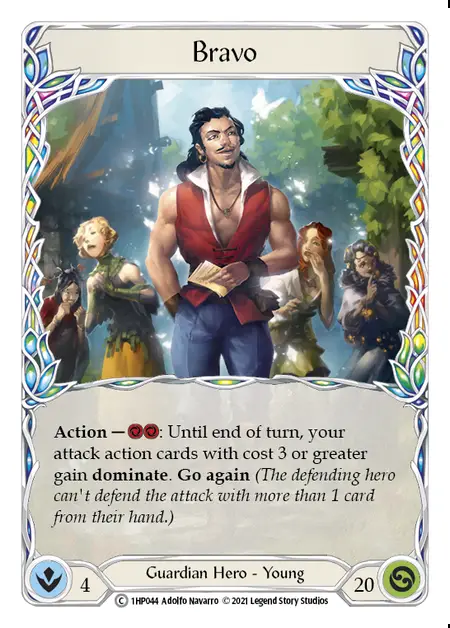 Bravo
Action — : Until end of turn, your
attack action cards with cost 3 or greater
gain dominate. Go again (The defending hero
can't defend the attack with more than 1 card
from their hand.)
Guardian Hero - Young
4
20
C 1HP044 Adolfo Navarro © 2021 Legend Story Studios